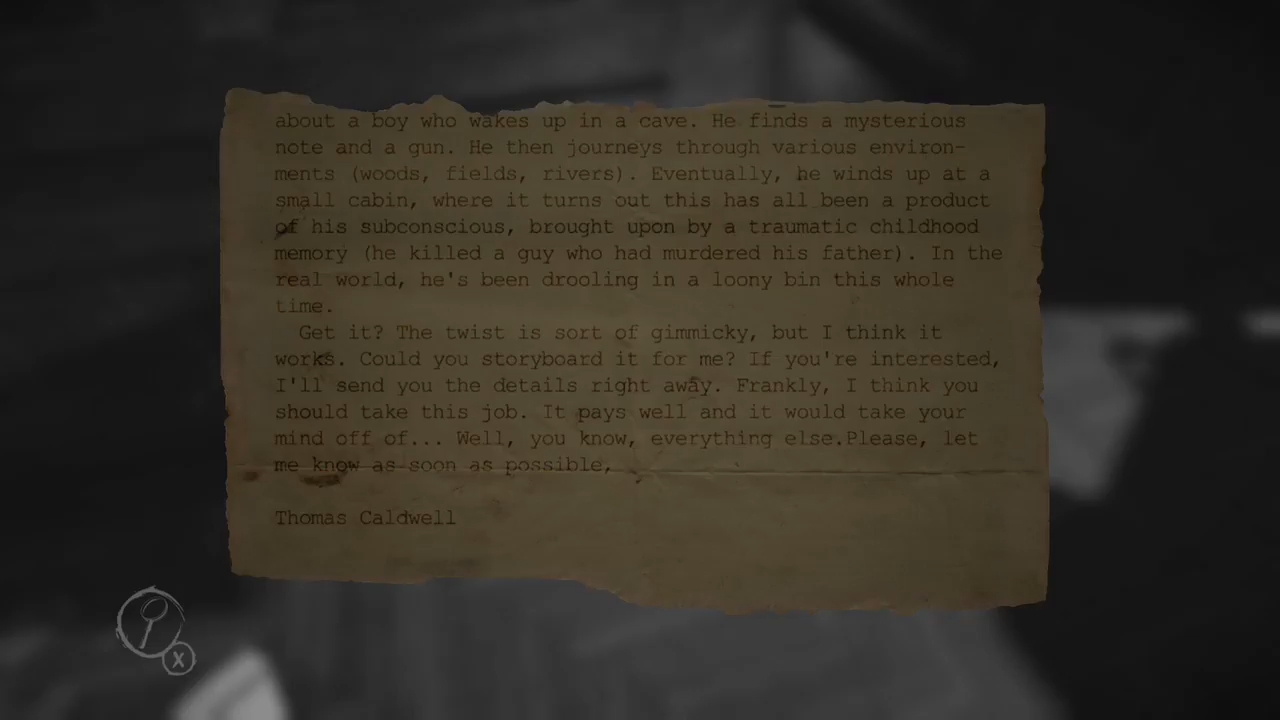 about a boy who wakes up in a cave. He finds a mysterious
note and a gun. He then journeys through various environ-
ments (woods, fields, rivers). Eventually, he winds up at a
small cabin, where it turns out this has all been a product
of his subconscious, brought upon by a traumatic childhood
memory (he killed a guy who had murdered his father). In the
real world, he's been drooling in a loony bin this whole
time.
Get it? The twist is sort of gimmicky, but I think it
works. Could you storyboard it for me? If you're interested,
I'll send you the details right away. Frankly, I think you
should take this job. It pays well and it would take your
mind off of... Well, you know, everything else.Please, let
me know as soon as possible,
Thomas Caldwell
X